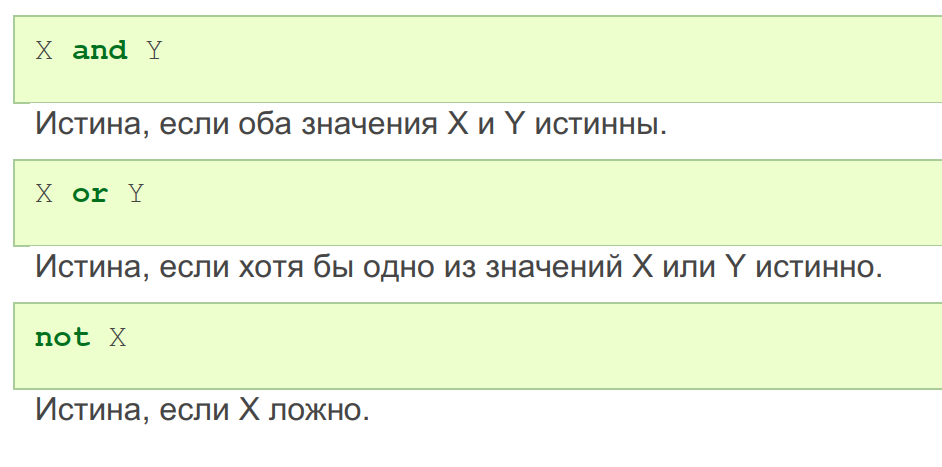 X and Y
Истина, если оба значения X и Y истинны.
X or Y
Истина, если хотя бы одно из значений X или Y истинно.
not X
Истина, если X ложно.